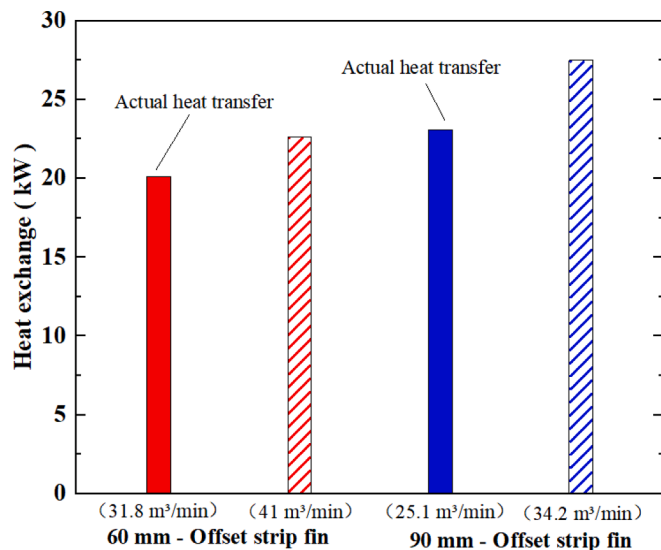 Heat exchange ( kW)
30
25
20
15
10
5
0
Actual heat transfer
Actual heat transfer
（31.8 m³/min）（41 m³/min）（25.1 m³/min）（34.2 m³/min）
60 mm - Offset strip fin 90 mm - Offset strip fin